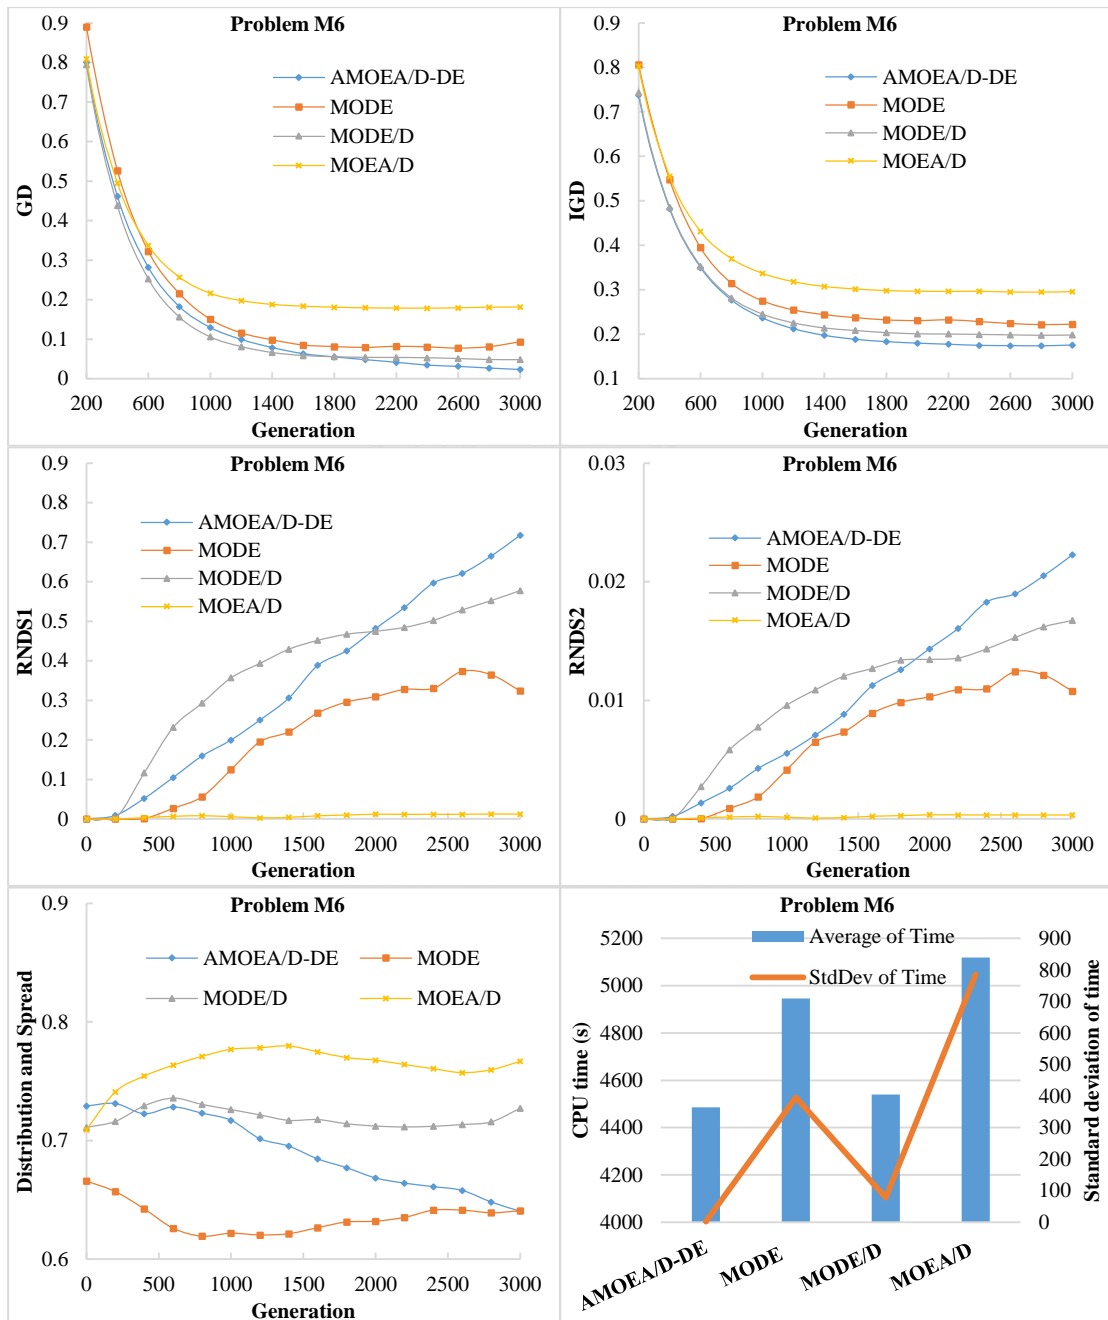 Problem M6
0.9
0.8
0.7
0.6
0.5
0.4
0.3
0.2
0.1
0
GD
AMOEA/D-DE
MODE
MODE/D
MOEA/D
200 600 1000 1400 1800 2200 2600 3000
Generation
Problem M6
0.9
0.8
0.7
0.6
0.5
0.4
0.3
0.2
0.1
IGD
AMOEA/D-DE
MODE
MODE/D
MOEA/D
200 600 1000 1400 1800 2200 2600 3000
Generation
Problem M6
0.9
0.8
0.7
0.6
0.5
0.4
0.3
0.2
0.1
0
RNDS1
AMOEA/D-DE
MODE
MODE/D
MOEA/D
0 500 1000 1500 2000 2500 3000
Generation
Problem M6
0.03
0.02
0.01
0
RNDS2
AMOEA/D-DE
MODE
MODE/D
MOEA/D
0 500 1000 1500 2000 2500 3000
Generation
Problem M6
0.9
0.8
0.7
0.6
Distribution and Spread
AMOEA/D-DE MODE
MODE/D MOEA/D
0 500 1000 1500 2000 2500 3000
Generation
Problem M6
Average of Time
StdDev of Time
5200
5000
4800
4600
4400
4200
4000
CPU time (s)
900
800
700
600
500
400
300
200
100
0
Standard deviation of time
AMOEA/D-DE
MODE
MODE/D
MOEA/D